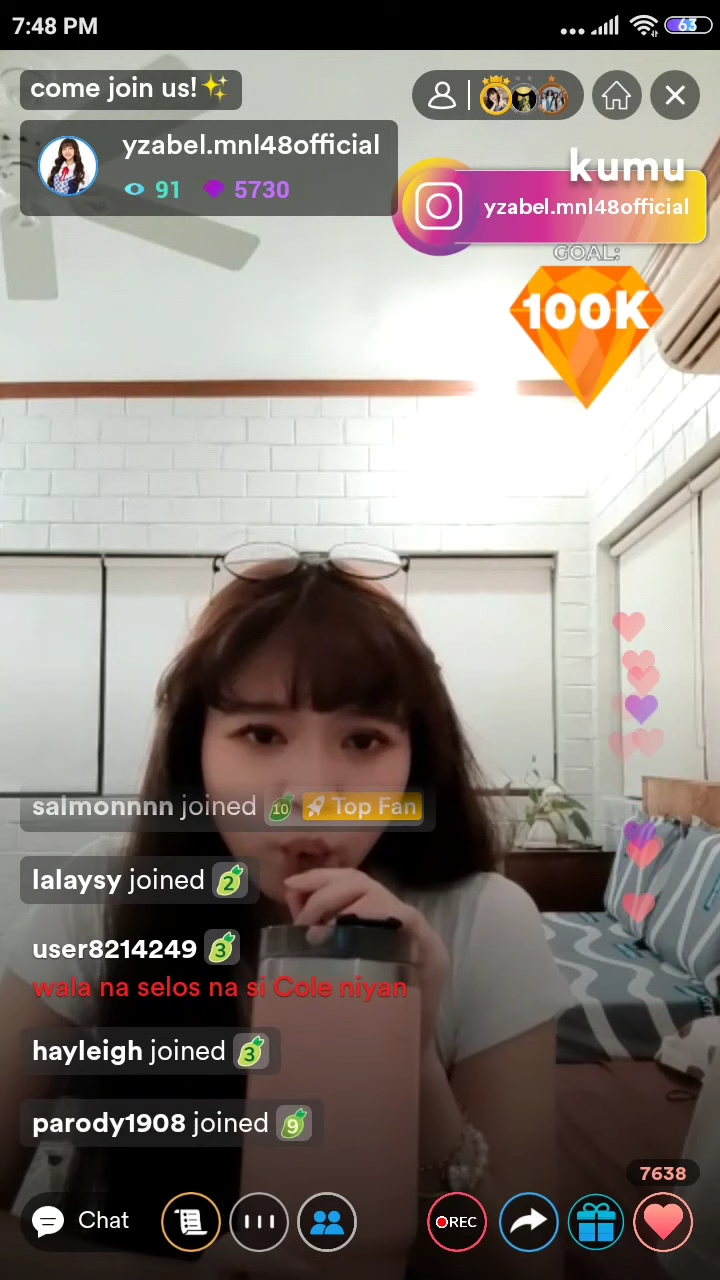 7:48 PM
63
come join us!✨
yzabel.mnl48official
91 5730
kumu
yzabel.mnl48official
GOAL:
100K
salmonnnn joined 10 Top Fan
lalaysy joined 2
user8214249 3
wala na selos na si Cole niyan
hayleigh joined 3
parody1908 joined 9
7638
Chat
REC